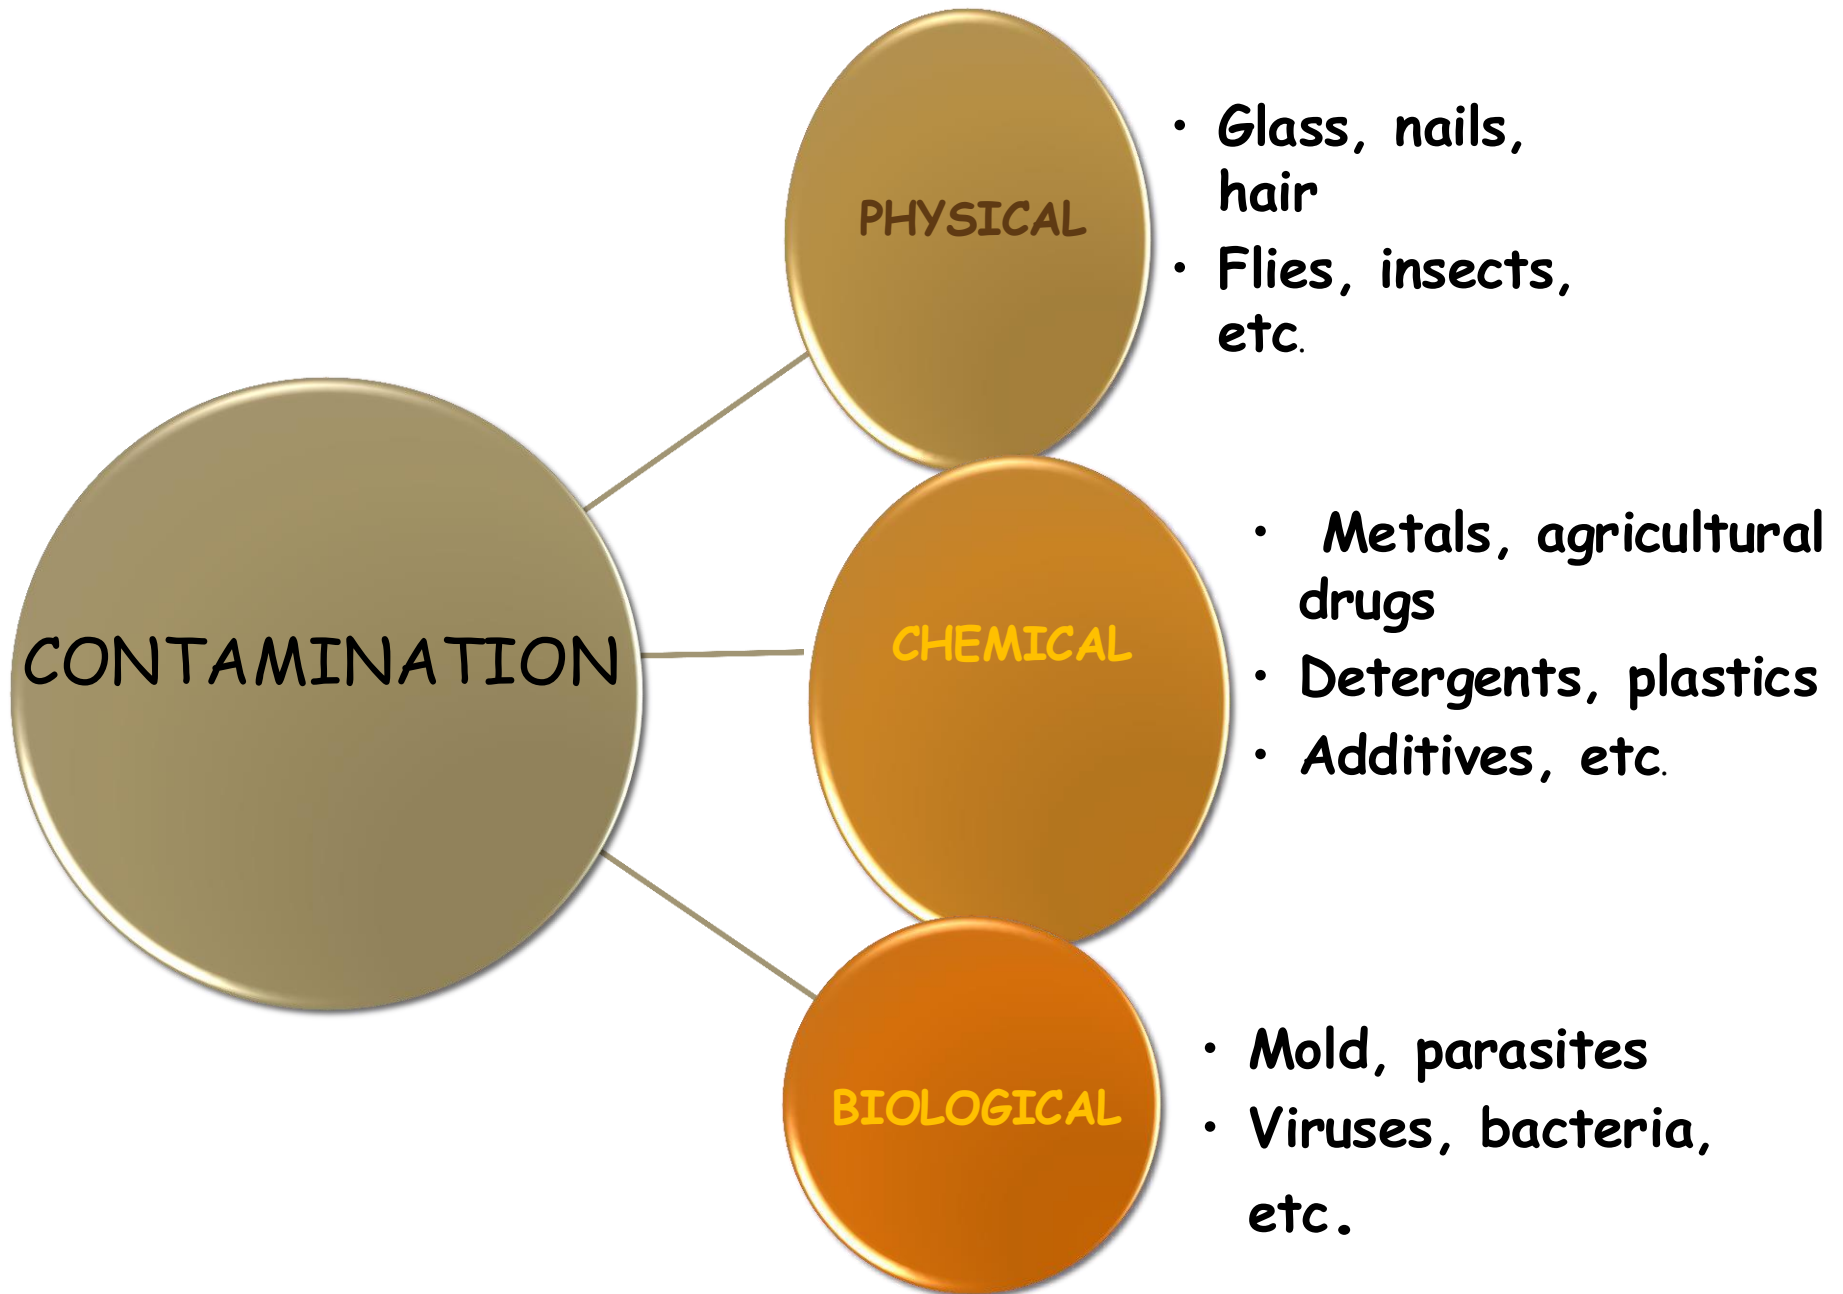 PHYSICAL
• Glass, nails,
hair
• Flies, insects,
etc.
CONTAMINATION
CHEMICAL
• Metals, agricultural
drugs
• Detergents, plastics
• Additives, etc.
BIOLOGICAL
• Mold, parasites
• Viruses, bacteria,
etc.